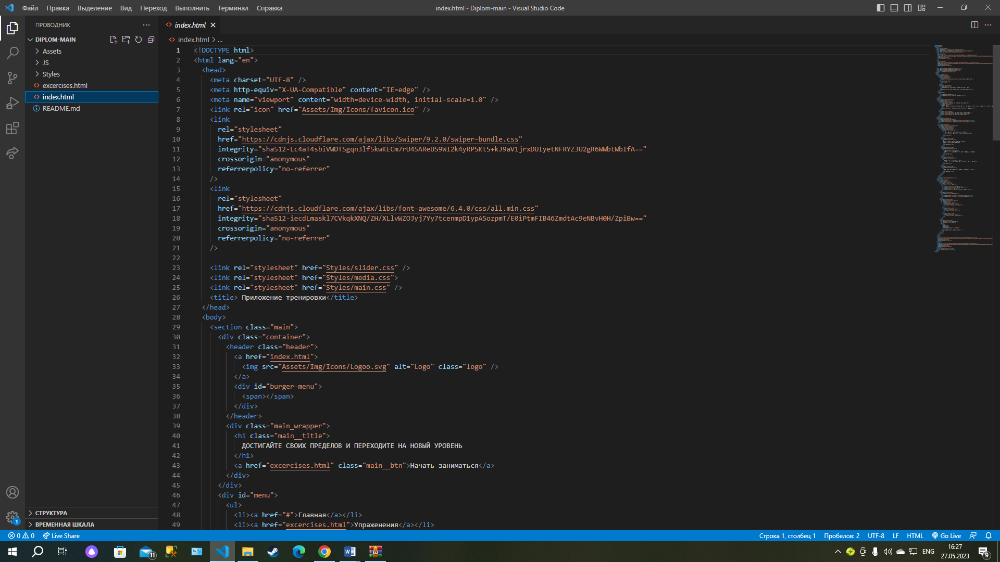 Файл Правка Выделение Вид Переход Выполнить Терминал Справка
index.html - Diplom-main - Visual Studio Code
ПРОВОДНИК
DIPLOM-MAIN
Assets
JS
Styles
excercises.html
index.html
README.md
СТРУКТУРА
ВРЕМЕННАЯ ШКАЛА
index.html
index.html > ...
1 <!DOCTYPE html>
2 <html lang="en">
3 <head>
4 <meta charset="UTF-8" />
5 <meta http-equiv="X-UA-Compatible" content="IE=edge" />
6 <meta name="viewport" content="width=device-width, initial-scale=1.0" />
7 <link rel="icon" href="Assets/Img/Icons/favicon.ico" />
8 <link
9 rel="stylesheet"
10 href="https://cdnjs.cloudflare.com/ajax/libs/Swiper/9.2.0/swiper-bundle.css"
11 integrity="sha512-Lc4aT4sbiVWDTSgqn3lf5kwKECm7rU45AReUS9WI2k4yRPSKtS+kJ9aV1jrxDUIyetNFRYZ3U2gR6WWbtWbIfA=="
12 crossorigin="anonymous"
13 referrerpolicy="no-referrer"
14 />
15 <link
16 rel="stylesheet"
17 href="https://cdnjs.cloudflare.com/ajax/libs/font-awesome/6.4.0/css/all.min.css"
18 integrity="sha512-iecdLmaskl7CVkqkXNQ/ZH/XLlvWZOJyj7Yy7tcenmpD1ypASozpmT/E0iPtmFIB46ZmdtAc9eNBvH0H/ZpiBw=="
19 crossorigin="anonymous"
20 referrerpolicy="no-referrer"
21 />
22
23 <link rel="stylesheet" href="Styles/slider.css" />
24 <link rel="stylesheet" href="Styles/media.css">
25 <link rel="stylesheet" href="Styles/main.css" />
26 <title> Приложение тренировки</title>
27 </head>
28 <body>
29 <section class="main">
30 <div class="container">
31 <header class="header">
32 <a href="index.html">
33 <img src="Assets/Img/Icons/Logoo.svg" alt="Logo" class="logo" />
34 </a>
35 <div id="burger-menu">
36 <span></span>
37 </div>
38 </header>
39 <div class="main_wrapper">
40 <h1 class="main__title">
41 ДОСТИГАЙТЕ СВОИХ ПРЕДЕЛОВ И ПЕРЕХОДИТЕ НА НОВЫЙ УРОВЕНЬ
42 </h1>
43 <a href="excercises.html" class="main__btn">Начать заниматься</a>
44 </div>
45 </div>
46 <div id="menu">
47 <ul>
48 <li><a href="#">Главная</a></li>
49 <li><a href="excercises.html">Упраженения</a></li>
1
0 0 Live Share
Строка 1, столбец 1 Пробелов: 2 UTF-8 LF HTML Go Live
11
ENG
16:27
27.05.2023
9